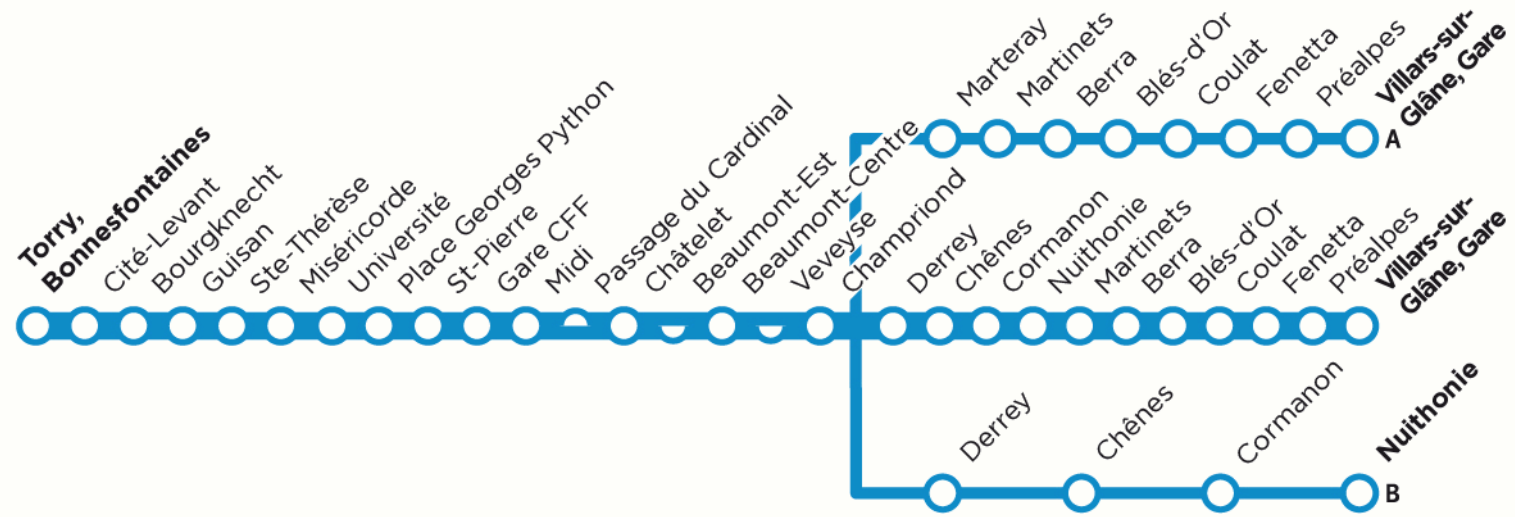 Torry,
Bonnesfontaines
Cité-Levant
Bourgknecht
Guisan
Ste-Thérèse
Miséricorde
Université
Place Georges Python
St-Pierre
Gare CFF
Midi
Passage du Cardinal
Châtelet
Beaumont-Est
Beaumont-Centre
Veveyse
Champriond
Marteray
Martinets
Berra
Blés-d'Or
Coulat
Fenetta
Préalpes
Villars-sur-
Glâne, Gare
A
Derrey
Chênes
Cormanon
Nuithonie
Martinets
Berra
Blés-d'Or
Coulat
Fenetta
Préalpes
Villars-sur-
Glâne, Gare
Derrey
Chênes
Cormanon
Nuithonie
B